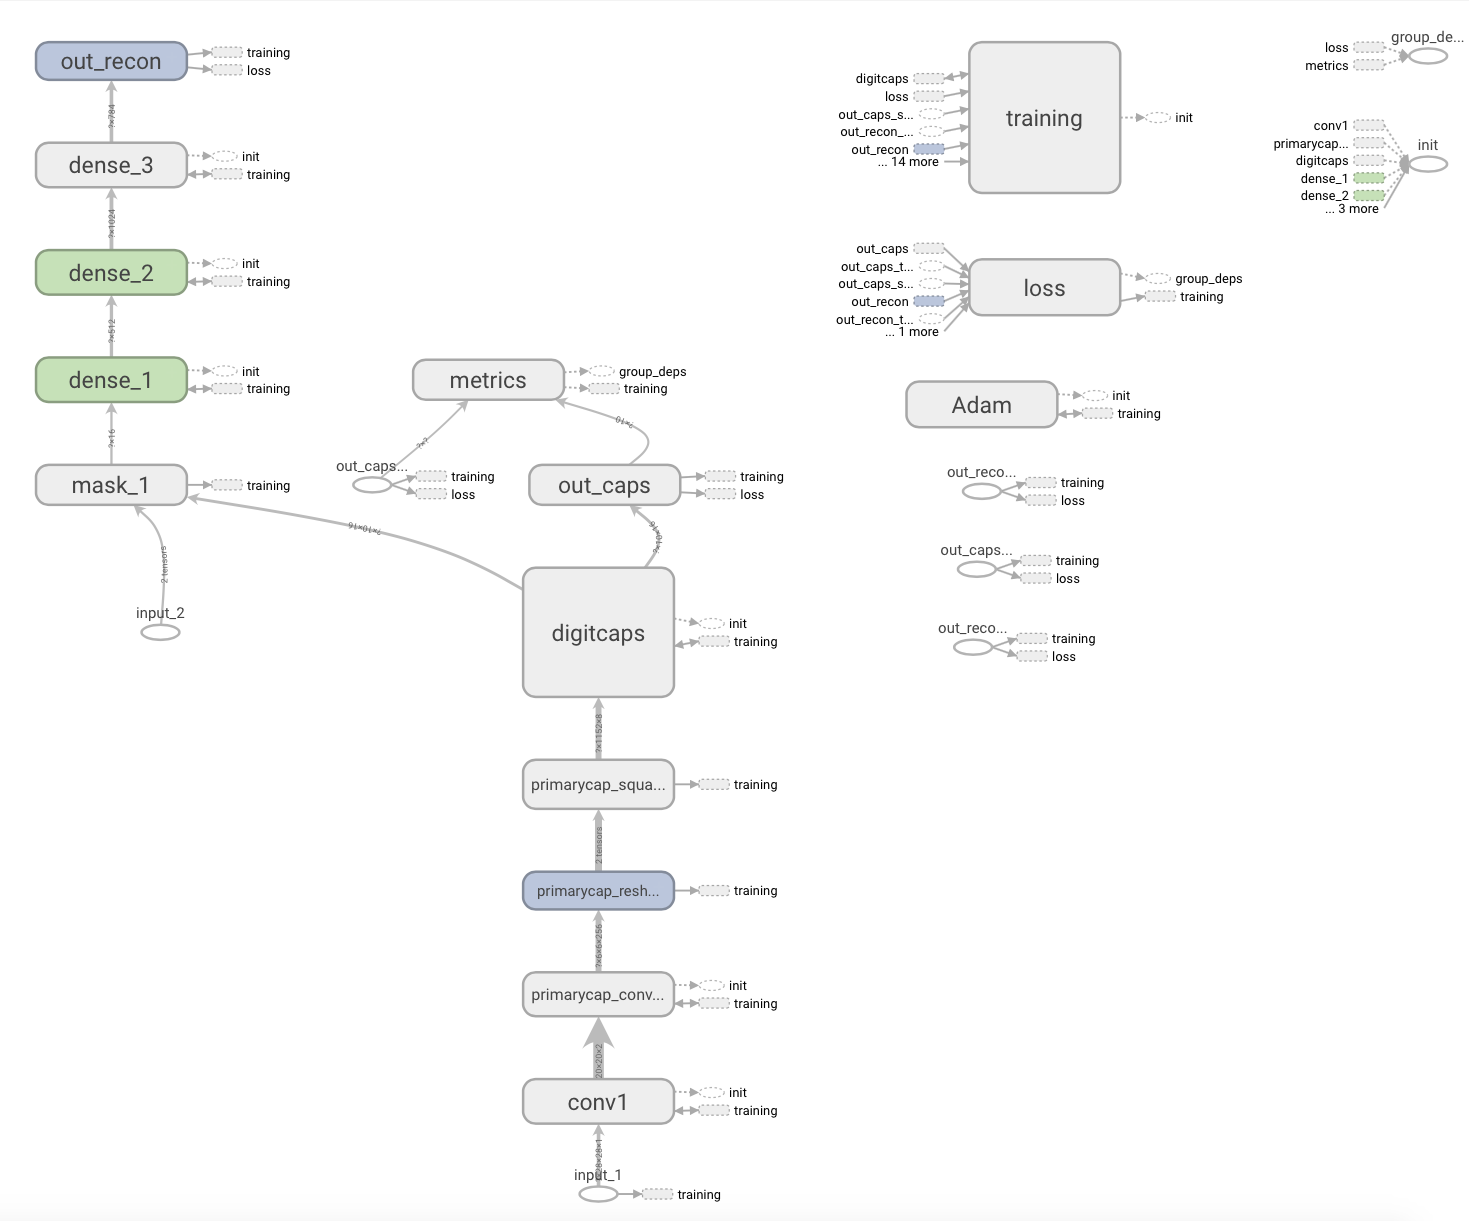 out_recon
training
loss
?×784
dense_3
init
training
?×1024
dense_2
init
training
?×512
dense_1
init
training
?×16
mask_1
training
2 tensors
input_2
metrics
group_deps
training
?×?
?×10
out_caps...
training
loss
out_caps
training
loss
?×10×16
?×10×16
digitcaps
init
training
?×1152×8
primarycap_squa...
training
2 tensors
primarycap_resh...
training
?×6×6×256
primarycap_conv...
init
training
20×20×2
conv1
init
training
28×28×1
input_1
training
digitcaps
loss
out_caps_s...
out_recon_...
out_recon
... 14 more
training
init
out_caps
out_caps_t...
out_caps_s...
out_recon
out_recon_t...
... 1 more
loss
group_deps
training
Adam
init
training
out_reco...
training
loss
out_caps...
training
loss
out_reco...
training
loss
group_de...
loss
metrics
conv1
primarycap...
digitcaps
dense_1
dense_2
... 3 more
init